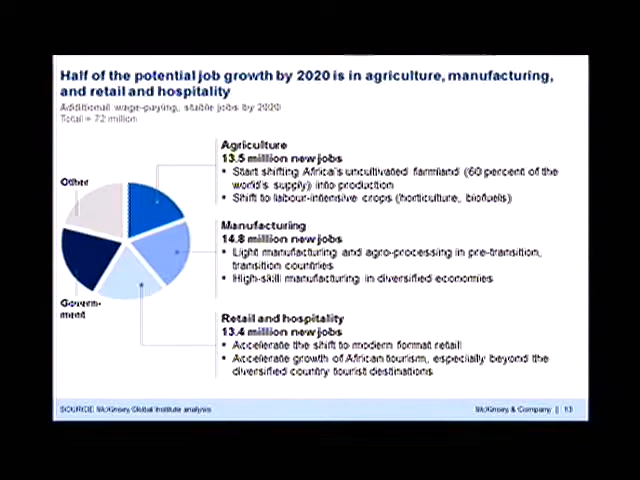 Half of the potential job growth by 2020 is in agriculture, manufacturing,
and retail and hospitality
Additional wage-paying, stable jobs by 2020
Total = 72 million
Agriculture
13.5 million new jobs
• Start shifting Africa's uncultivated farmland (60 percent of the
world's supply) into production
• Shift to labour-intensive crops (horticulture, biofuels)
Other
Manufacturing
14.8 million new jobs
• Light manufacturing and agro-processing in pre-transition,
transition countries
• High-skill manufacturing in diversified economies
Govern-
ment
Retail and hospitality
13.4 million new jobs
• Accelerate the shift to modern format retail
• Accelerate growth of African tourism, especially beyond the
diversified country tourist destinations
SOURCE: McKinsey Global Institute analysis
McKinsey & Company | 13